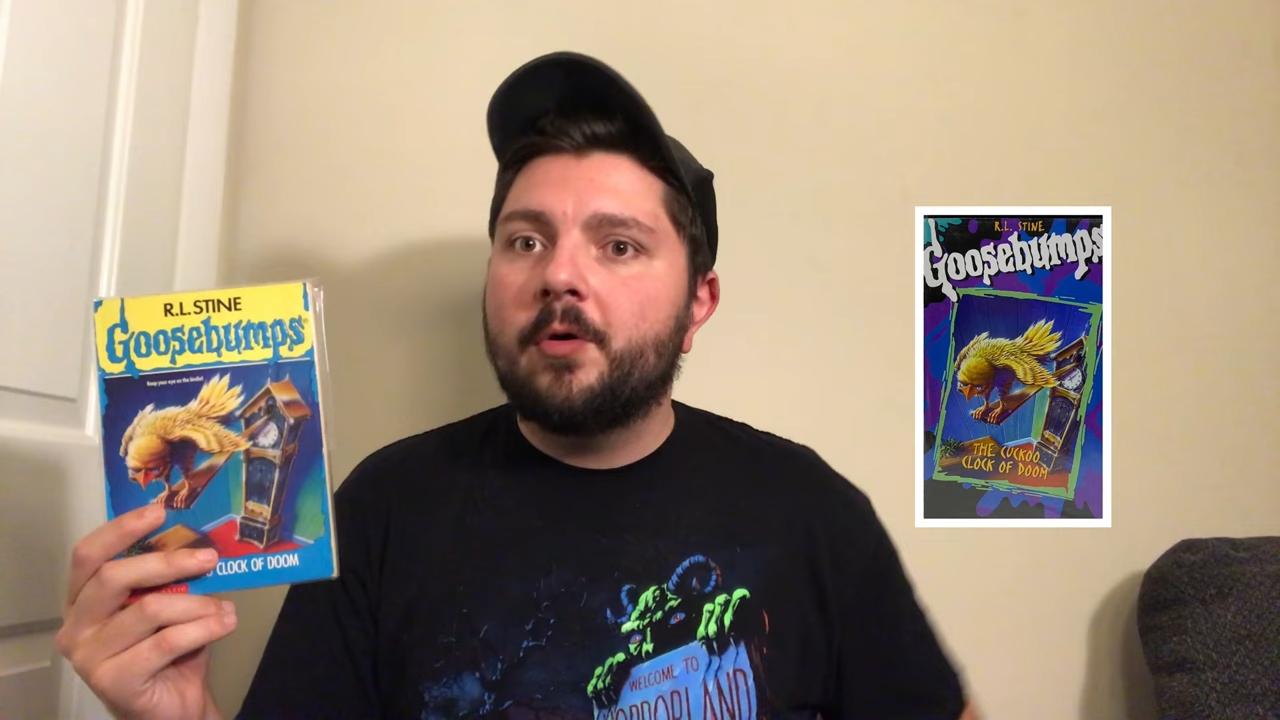 R.L. STINE
Goosebumps
Keep your eye on the birdie!
CLOCK OF DOOM
WELCOME TO
HORRORLAND
R.L. STINE
Goosebumps
THE CUCKOO
CLOCK OF DOOM